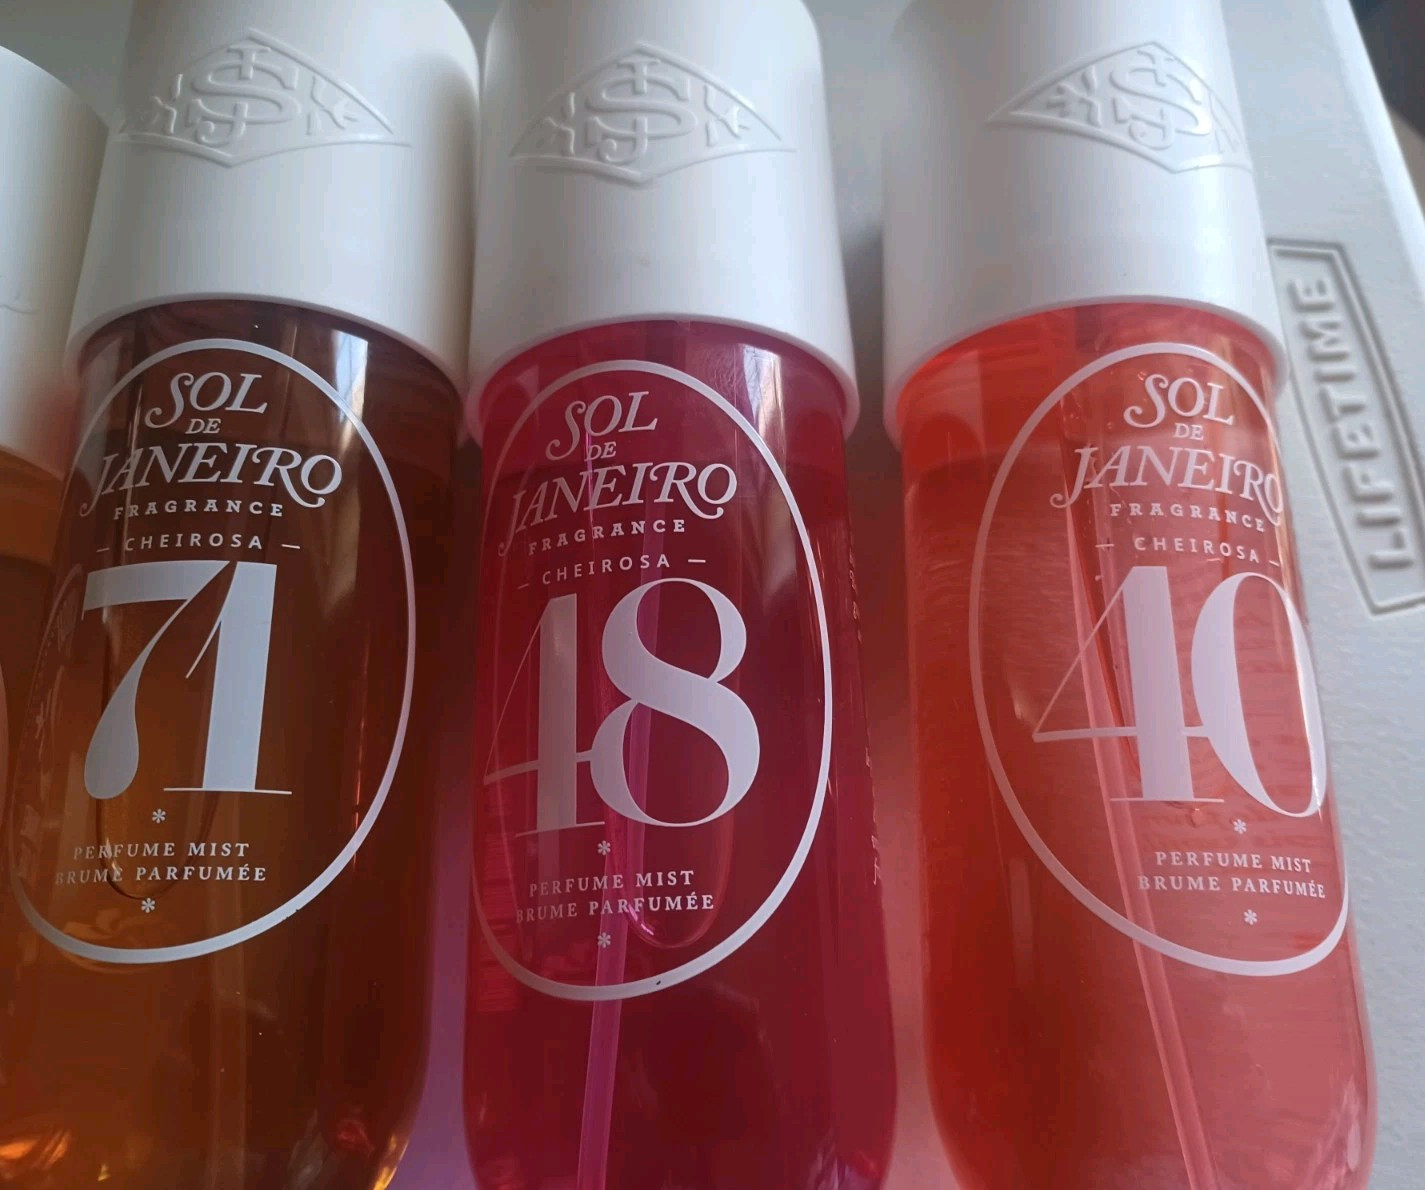 SOL
DE
JANEIRO
FRAGRANCE
— CHEIROSA —
71
*
PERFUME MIST
BRUME PARFUMÉE
*
SOL
DE
JANEIRO
FRAGRANCE
— CHEIROSA —
48
*
PERFUME MIST
BRUME PARFUMÉE
*
SOL
DE
JANEIRO
FRAGRANCE
— CHEIROSA —
40
*
PERFUME MIST
BRUME PARFUMÉE
*
LIFETIME